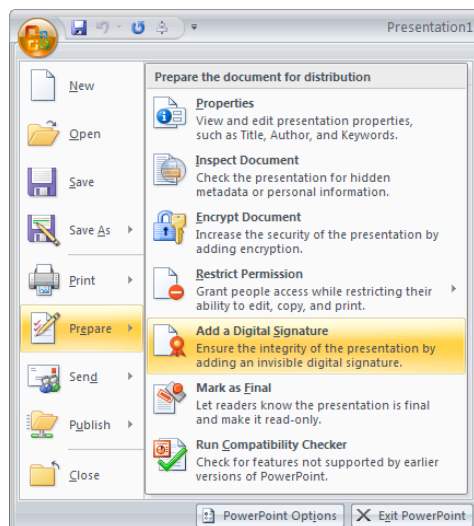 Presentation1
New
Open
Save
Save As
Print
Prepare
Send
Publish
Close
Prepare the document for distribution
Properties
View and edit presentation properties,
such as Title, Author, and Keywords.
Inspect Document
Check the presentation for hidden
metadata or personal information.
Encrypt Document
Increase the security of the presentation by
adding encryption.
Restrict Permission
Grant people access while restricting their
ability to edit, copy, and print.
Add a Digital Signature
Ensure the integrity of the presentation by
adding an invisible digital signature.
Mark as Final
Let readers know the presentation is final
and make it read-only.
Run Compatibility Checker
Check for features not supported by earlier
versions of PowerPoint.
PowerPoint Options
Exit PowerPoint